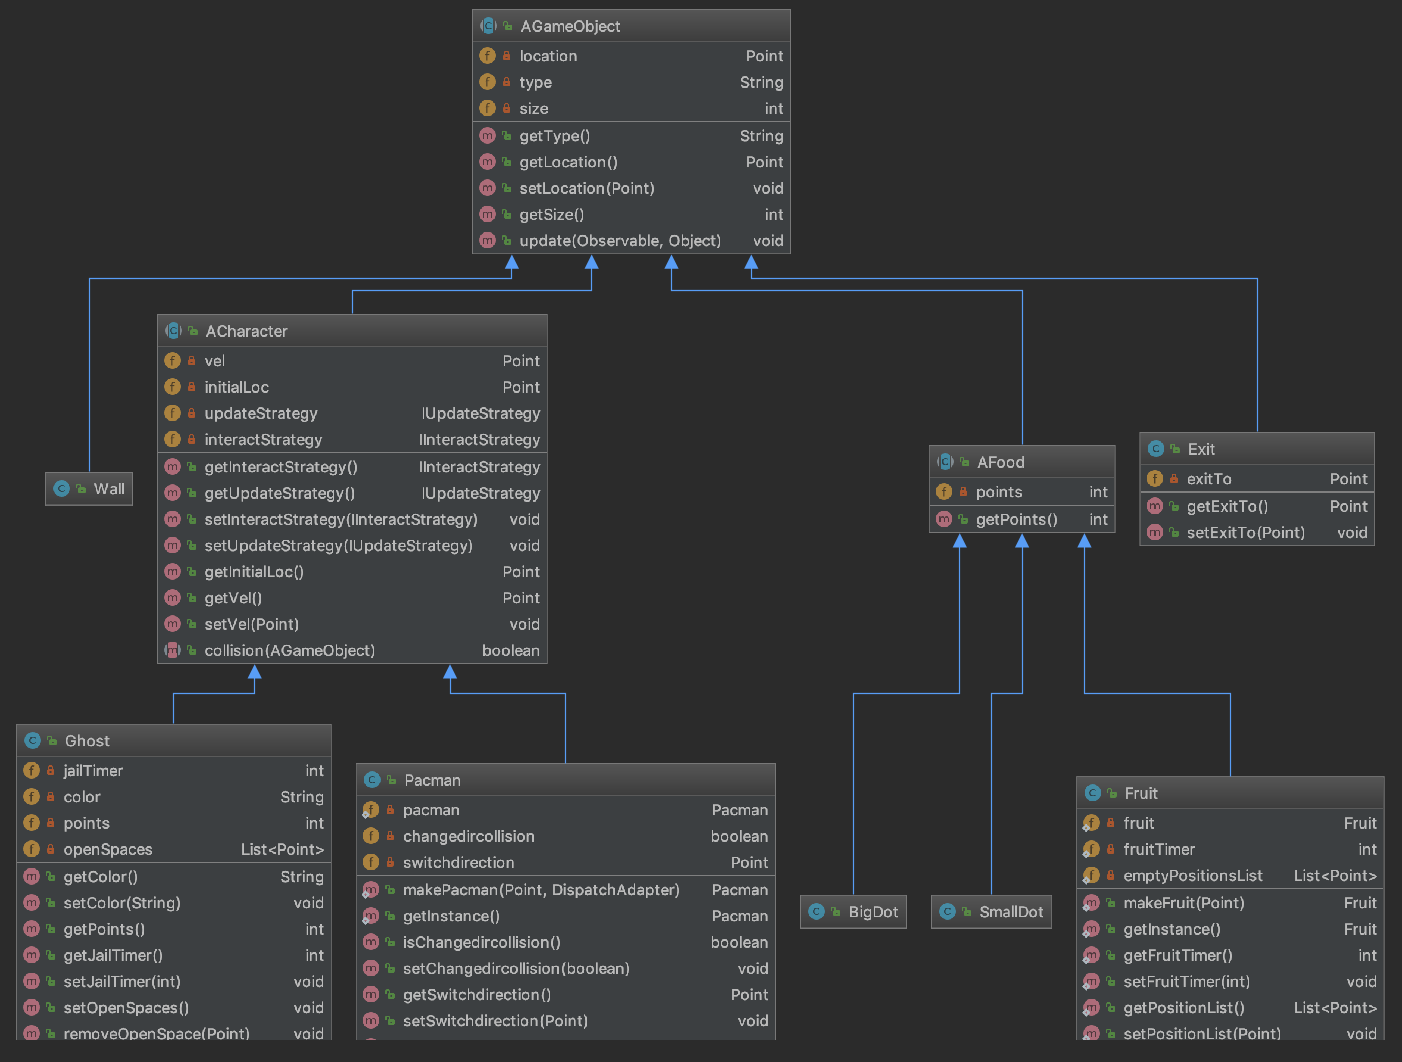 AGameObject
location Point
type String
size int
getType() String
getLocation() Point
setLocation(Point) void
getSize() int
update(Observable, Object) void
ACharacter
vel Point
initialLoc Point
updateStrategy IUpdateStrategy
interactStrategy IInteractStrategy
getInteractStrategy() IInteractStrategy
getUpdateStrategy() IUpdateStrategy
setInteractStrategy(IInteractStrategy) void
setUpdateStrategy(IUpdateStrategy) void
getInitialLoc() Point
getVel() Point
setVel(Point) void
collision(AGameObject) boolean
Wall
AFood
points int
getPoints() int
Exit
exitTo Point
getExitTo() Point
setExitTo(Point) void
Ghost
jailTimer int
color String
points int
openSpaces List<Point>
getColor() String
setColor(String) void
getPoints() int
getJailTimer() int
setJailTimer(int) void
setOpenSpaces() void
removeOpenSpace(Point) void
Pacman
pacman Pacman
changedircollision boolean
switchdirection Point
makePacman(Point, DispatchAdapter) Pacman
getInstance() Pacman
isChangedircollision() boolean
setChangedircollision(boolean) void
getSwitchdirection() Point
setSwitchdirection(Point) void
BigDot
SmallDot
Fruit
fruit Fruit
fruitTimer int
emptyPositionsList List<Point>
makeFruit(Point) Fruit
getInstance() Fruit
getFruitTimer() int
setFruitTimer(int) void
getPositionList() List<Point>
setPositionList(Point) void